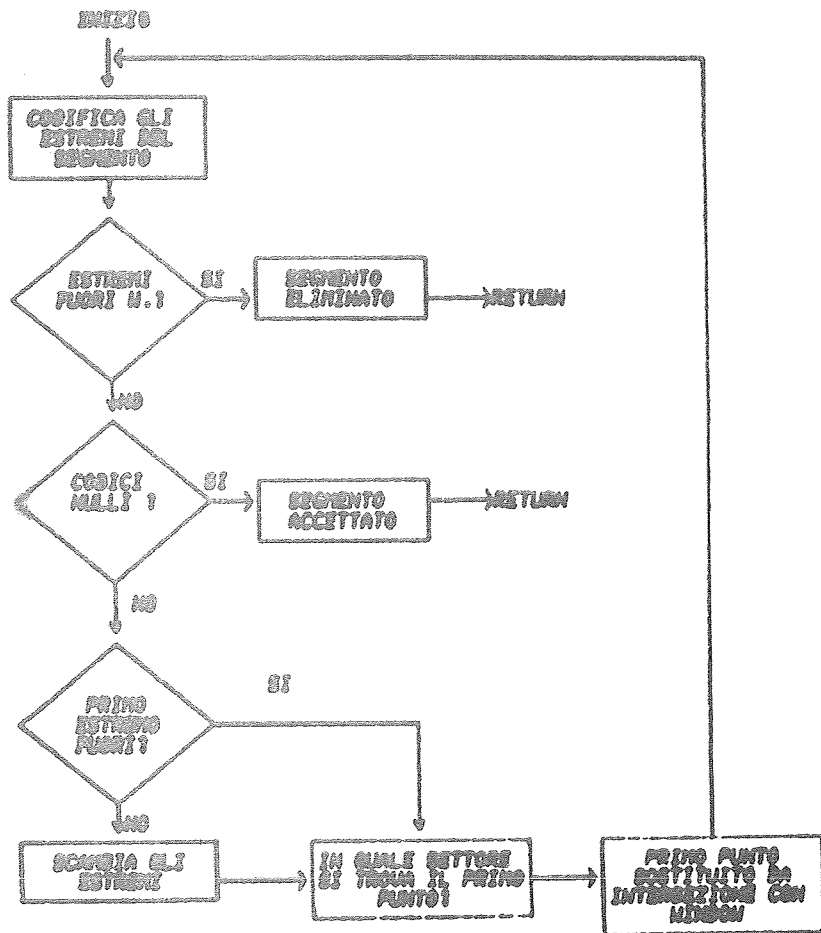 INIZIO
CODIFICA GLI
ESTREMI DEL
SEGMENTO
ESTREMI
FUORI W.?
SI
SEGMENTO
ELIMINATO
RETURN
NO
CODICI
NULLI ?
SI
SEGMENTO
ACCETTATO
RETURN
NO
PRIMO
ESTREMO
FUORI?
SI
NO
SCAMBIA GLI
ESTREMI
IN QUALE SETTORE
SI TROVA IL PRIMO
PUNTO?
PRIMO PUNTO
SOSTITUITO DA
INTERSEZIONE CON
WINDOW